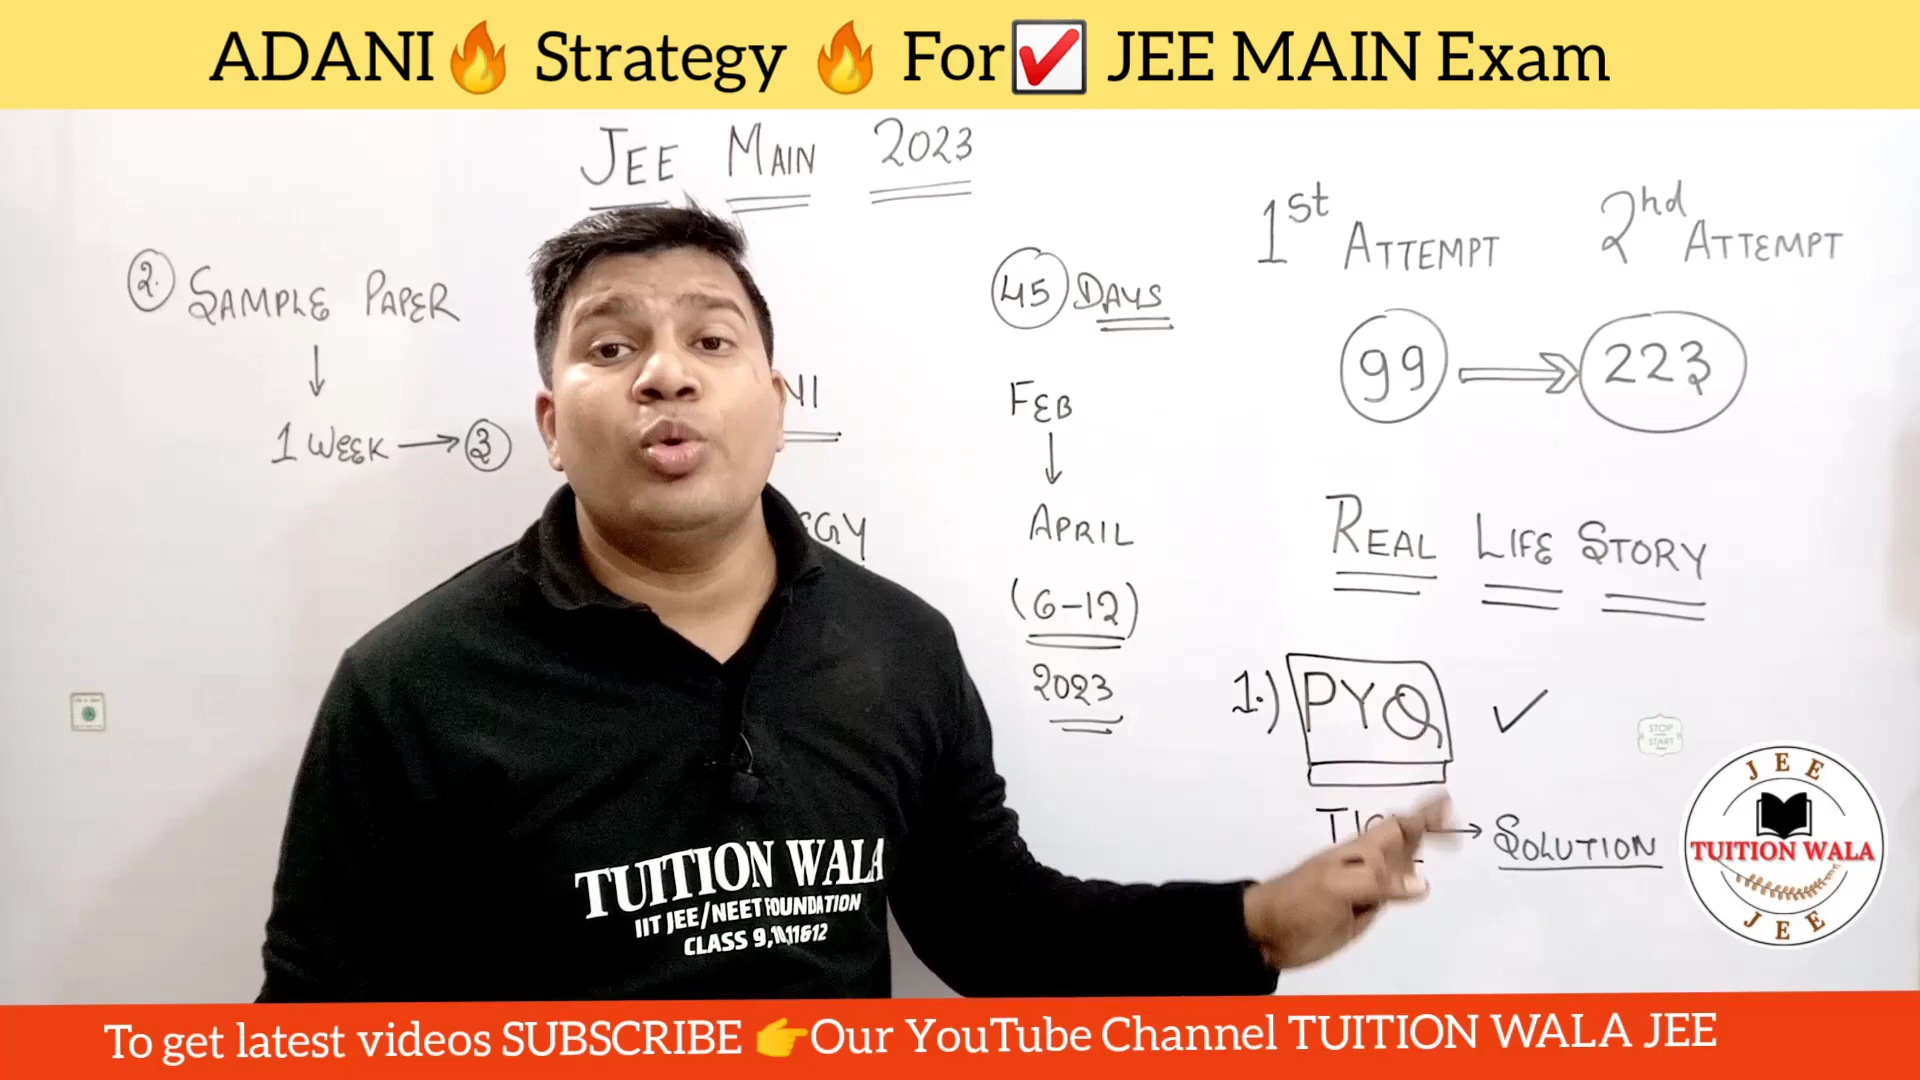 ADANI🔥 Strategy 🔥 For✅ JEE MAIN Exam
JEE MAIN 2023
2. SAMPLE PAPER
↓
1 WEEK → 3
45 DAYS
FEB
↓
APRIL
(6-12)
2023
1st ATTEMPT 2nd ATTEMPT
99 ⇒ 223
REAL LIFE STORY
1.) PYQ ✓
→ SOLUTION
TUITION WALA
IIT JEE/NEET FOUNDATION
CLASS 9,10,11&12
STOP
START
JEE
TUITION WALA
JEE
To get latest videos SUBSCRIBE 👉Our YouTube Channel TUITION WALA JEE